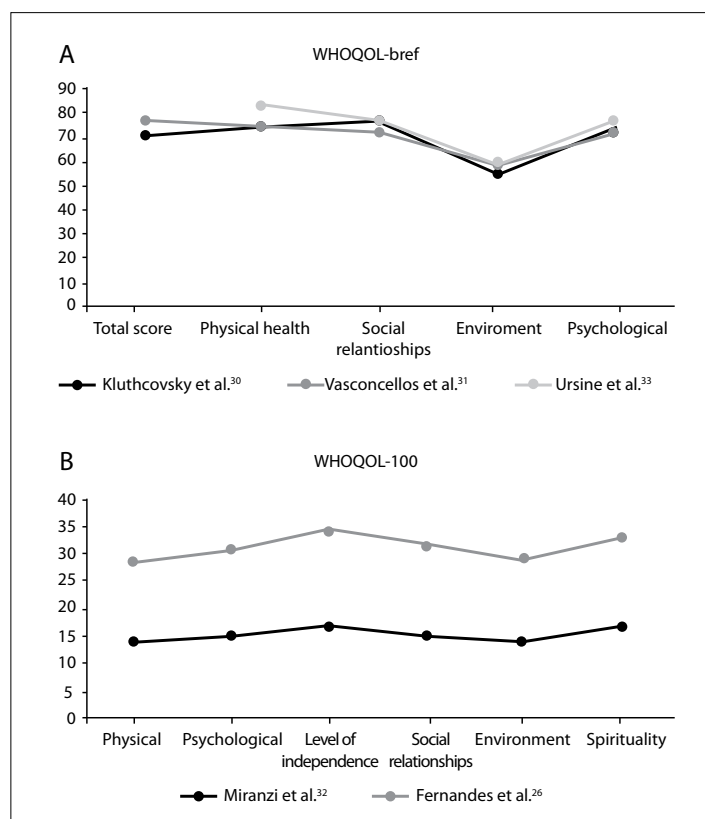 A
WHOQOL-bref
90
80
70
60
50
40
30
20
10
0
Total score Physical health Social relantioships Enviroment Psychological
Kluthcovsky et al.30 Vasconcellos et al.31 Ursine et al.33
B
WHOQOL-100
40
35
30
25
20
15
10
5
0
Physical Psychological Level of independence Social relationships Environment Spirituality
Miranzi et al.32 Fernandes et al.26